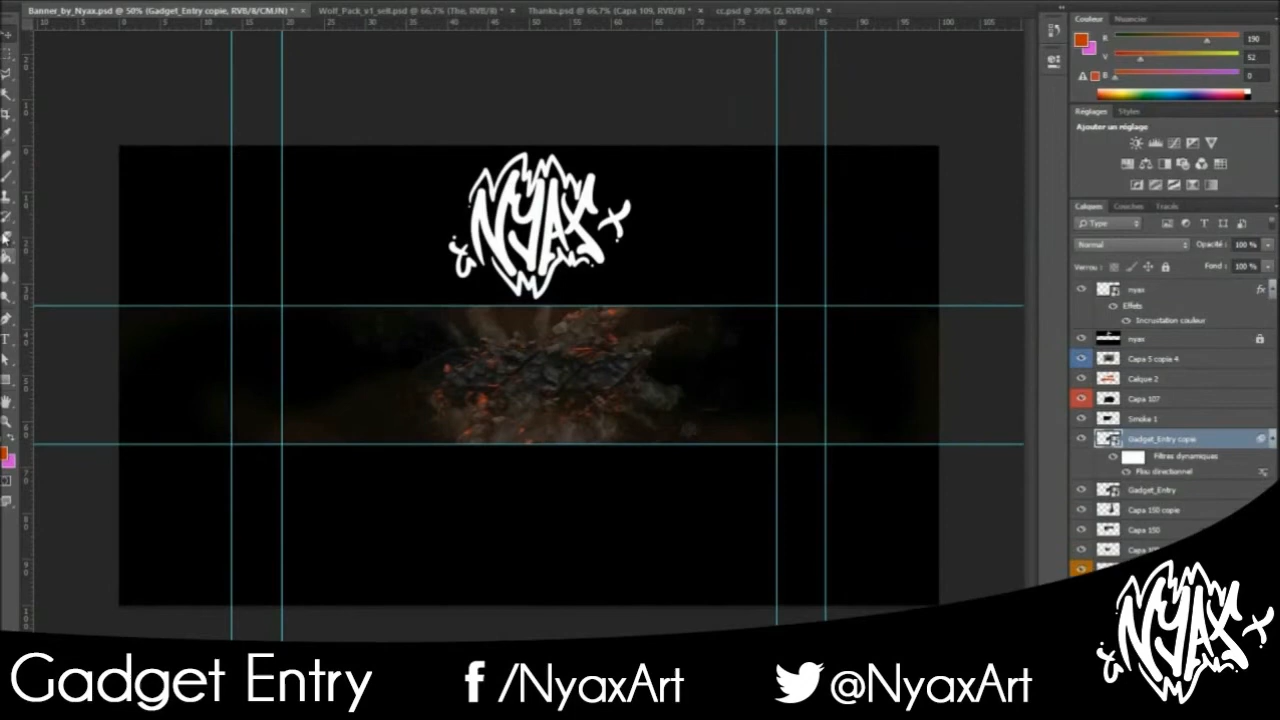 Banner_by_Nyax.psd @ 50% (Gadget_Entry copie, RVB/8/CMJN) * ×
Wolf_Pack_v1_sell.psd @ 66,7% (The, RVB/8) * ×
Thanks.psd @ 66,7% (Capa 109, RVB/8) * ×
cc.psd @ 50% (2, RVB/8) * ×
Couleur Nuancier
R 190
V 52
B 0
Réglages Styles
Ajouter un réglage
Calques Couches Tracés
Type
Normal Opacité : 100 %
Verrou : Fond : 100 %
nyax fx
Effets
Incrustation couleur
nyax
Capa 5 copia 4
Calque 2
Capa 107
Smoke 1
Gadget_Entry copie
Filtres dynamiques
Flou directionnel
Gadget_Entry
Capa 150 copie
Capa 150
NYAX
Gadget Entry
f /NyaxArt
@NyaxArt
NYAX